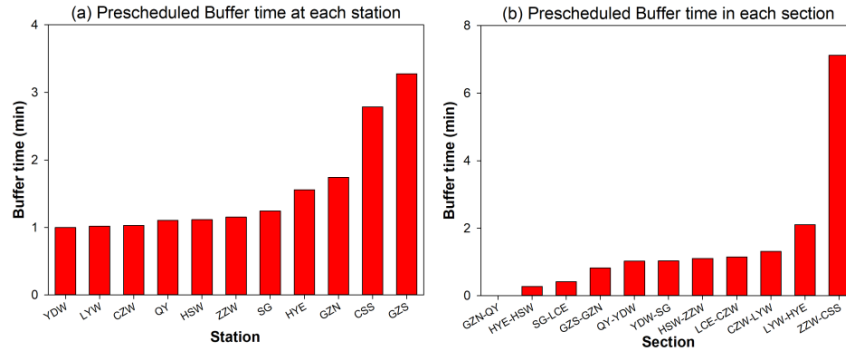 (a) Prescheduled Buffer time at each station
Buffer time (min)
4
3
2
1
0
YDW
LYW
CZW
QY
HSW
ZZW
SG
HYE
GZN
CSS
GZS
Station
(b) Prescheduled Buffer time in each section
Buffer time (min)
8
6
4
2
0
GZN-QY
HYE-HSW
SG-LCE
GZS-GZN
QY-YDW
YDW-SG
HSW-ZZW
LCE-CZW
CZW-LYW
LYW-HYE
ZZW-CSS
Section